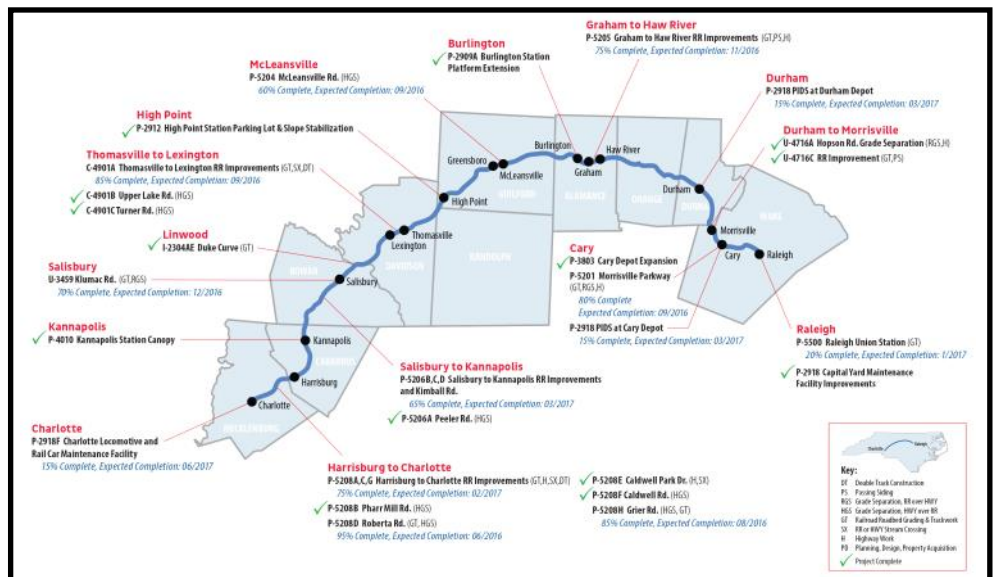 Graham to Haw River
P-5205 Graham to Haw River RR Improvements (GT,PS,H)
75% Complete, Expected Completion: 11/2016
Burlington
P-2909A Burlington Station
Platform Extension
McLeansville
P-5204 McLeansville Rd. (HGS)
60% Complete, Expected Completion: 09/2016
Durham
P-2918 PIDS at Durham Depot
15% Complete, Expected Completion: 03/2017
High Point
P-2912 High Point Station Parking Lot & Slope Stabilization
Durham to Morrisville
U-4716A Hopson Rd. Grade Separation (RGS,H)
U-4716C RR Improvement (GT,PS)
Thomasville to Lexington
C-4901A Thomasville to Lexington RR Improvements (GT,SX,DT)
85% Complete, Expected Completion: 09/2016
C-4901B Upper Lake Rd. (HGS)
C-4901C Turner Rd. (HGS)
Linwood
I-2304AE Duke Curve (GT)
Salisbury
U-3459 Klumac Rd. (GT,RGS)
70% Complete, Expected Completion: 12/2016
Kannapolis
P-4010 Kannapolis Station Canopy
Greensboro
McLeansville
Burlington
Graham
Haw River
High Point
Thomasville
Lexington
Salisbury
Kannapolis
Harrisburg
Charlotte
Durham
Morrisville
Cary
Raleigh
GUILFORD
ALAMANCE
ORANGE
DURHAM
WAKE
RANDOLPH
DAVIDSON
ROWAN
CABARRUS
MECKLENBURG
Cary
P-3803 Cary Depot Expansion
P-5201 Morrisville Parkway
(GT,RGS,H)
80% Complete
Expected Completion: 09/2016
P-2918 PIDS at Cary Depot
15% Complete, Expected Completion: 03/2017
Raleigh
P-5500 Raleigh Union Station (GT)
20% Complete, Expected Completion: 1/2017
P-2918 Capital Yard Maintenance
Facility Improvements
Salisbury to Kannapolis
P-5206B,C,D Salisbury to Kannapolis RR Improvements
and Kimball Rd.
65% Complete, Expected Completion: 03/2017
P-5206A Peeler Rd. (HGS)
Charlotte
P-2918F Charlotte Locomotive and
Rail Car Maintenance Facility
15% Complete, Expected Completion: 06/2017
Harrisburg to Charlotte
P-5208A,C,G Harrisburg to Charlotte RR Improvements (GT,H,SX,DT)
75% Complete, Expected Completion: 02/2017
P-5208B Pharr Mill Rd. (HGS)
P-5208D Roberta Rd. (GT, HGS)
95% Complete, Expected Completion: 06/2016
P-5208E Caldwell Park Dr. (H,SX)
P-5208F Caldwell Rd. (HGS)
P-5208H Grier Rd. (HGS, GT)
85% Complete, Expected Completion: 08/2016
Charlotte
Raleigh
Key:
DT Double Track Construction
PS Passing Siding
RGS Grade Separation, RR over HWY
HGS Grade Separation, HWY over RR
GT Railroad Roadbed Grading & Trackwork
SX RR or HWY Stream Crossing
H Highway Work
PD Planning, Design, Property Acquisition
Project Complete